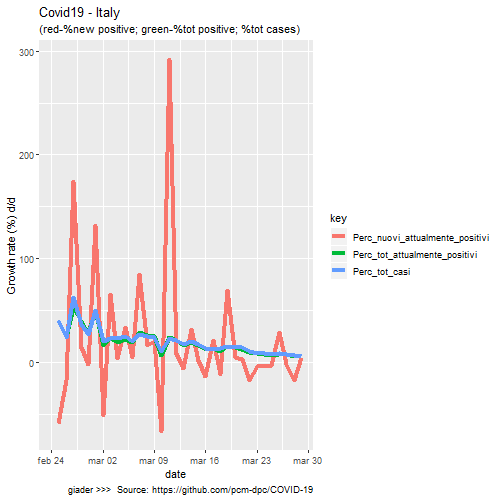 Covid19 - Italy
(red-%new positive; green-%tot positive; %tot cases)
Growth rate (%) d/d
300
200
100
0
feb 24
mar 02
mar 09
mar 16
mar 23
mar 30
date
key
Perc_nuovi_attualmente_positivi
Perc_tot_attualmente_positivi
Perc_tot_casi
giader >>> Source: https://github.com/pcm-dpc/COVID-19